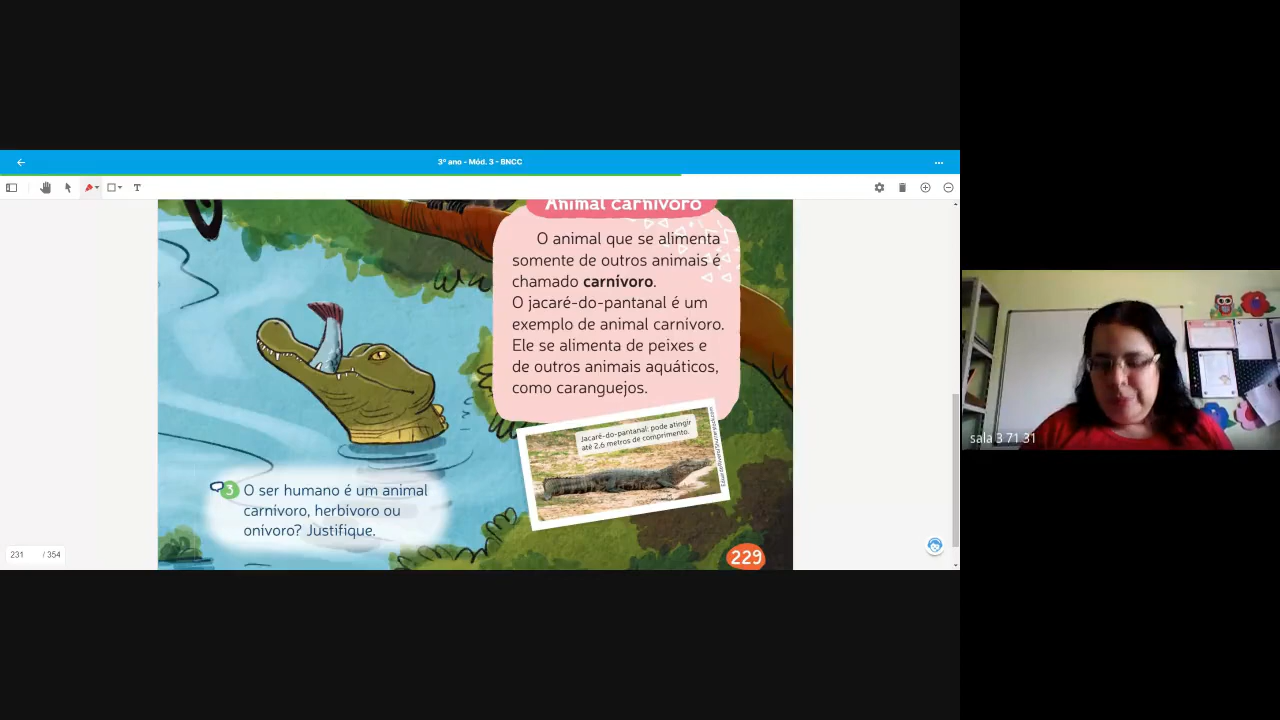 3º ano - Mód. 3 - BNCC
T
Animal carnívoro
O animal que se alimenta
somente de outros animais é
chamado carnívoro.
O jacaré-do-pantanal é um
exemplo de animal carnívoro.
Ele se alimenta de peixes e
de outros animais aquáticos,
como caranguejos.
Jacaré-do-pantanal: pode atingir
até 2,6 metros de comprimento.
3 O ser humano é um animal
carnívoro, herbívoro ou
onívoro? Justifique.
231 / 354
229
sala 3 71 31